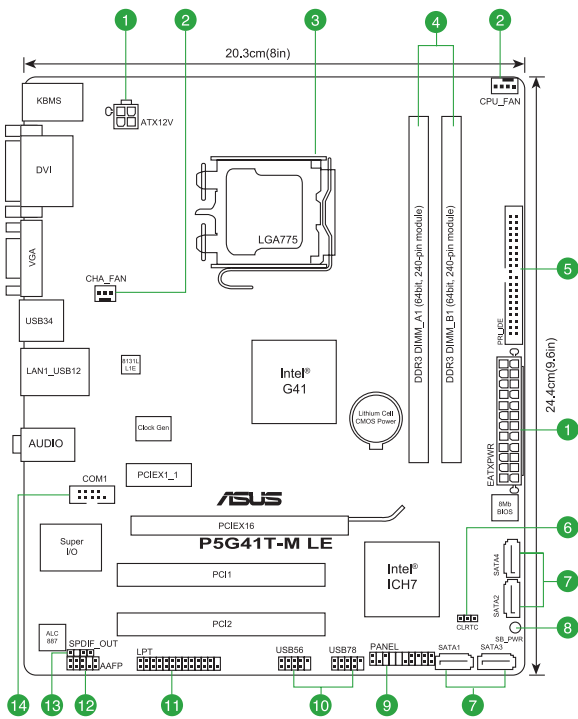 1
2
3
4
2
20.3cm(8in)
KBMS
ATX12V
CPU_FAN
DVI
LGA775
DDR3 DIMM_A1 (64bit, 240-pin module)
DDR3 DIMM_B1 (64bit, 240-pin module)
5
PRI_IDE
24.4cm(9.6in)
VGA
CHA_FAN
2
USB34
LAN1_USB12
8131L
L1E
Intel®
G41
Lithium Cell
CMOS Power
EATXPWR
1
AUDIO
Clock Gen
PCIEX1_1
COM1
14
ASUS
8Mb
BIOS
PCIEX16
P5G41T-M LE
6
Super
I/O
Intel®
ICH7
SATA4
PCI1
7
SATA2
CLRTC
8
SB_PWR
PCI2
ALC
887
SPDIF_OUT
AAFP
LPT
USB56
USB78
PANEL
SATA1
SATA3
13
12
11
10
9
7